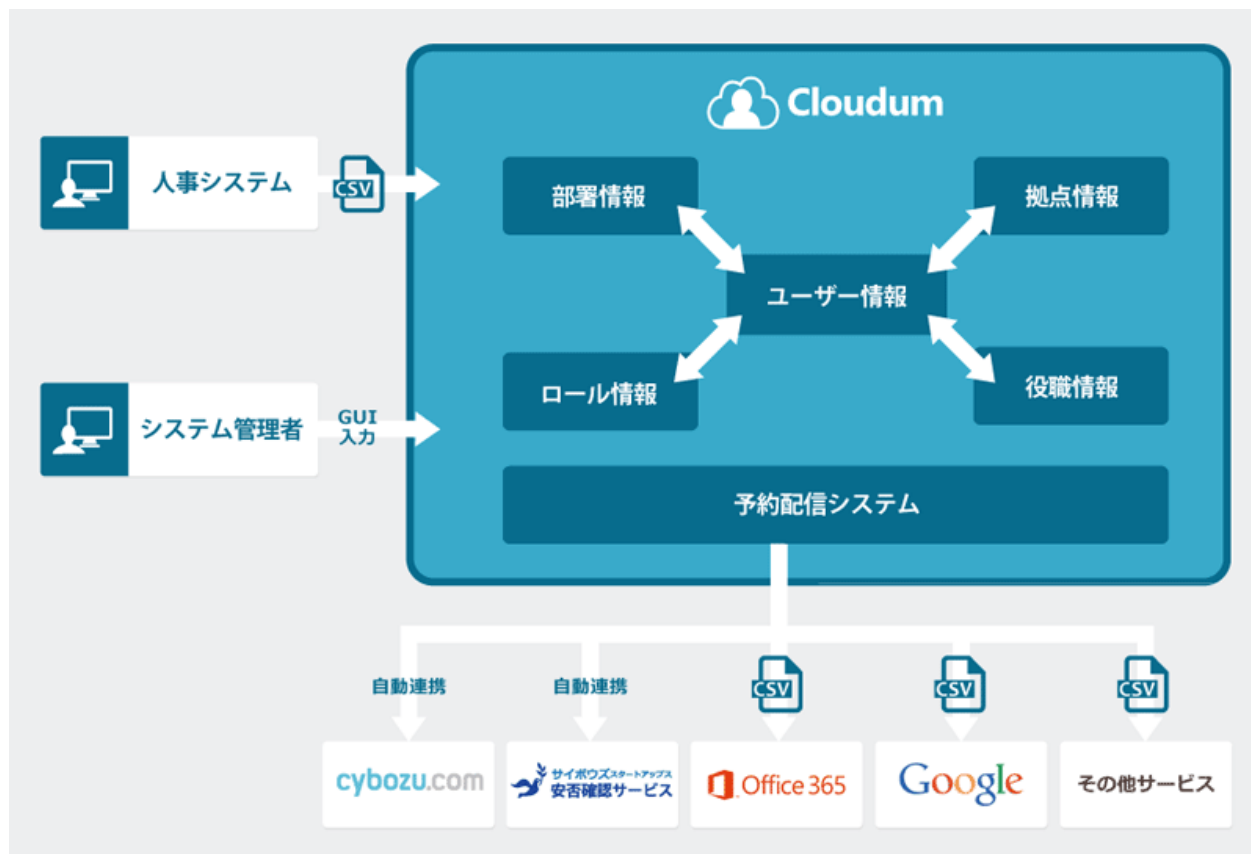 Cloudum
人事システム
CSV
部署情報
拠点情報
ユーザー情報
ロール情報
役職情報
システム管理者
GUI
入力
予約配信システム
自動連携
自動連携
CSV
CSV
CSV
cybozu.com
サイボウズスタートアップス
安否確認サービス
Office 365
Google
その他サービス